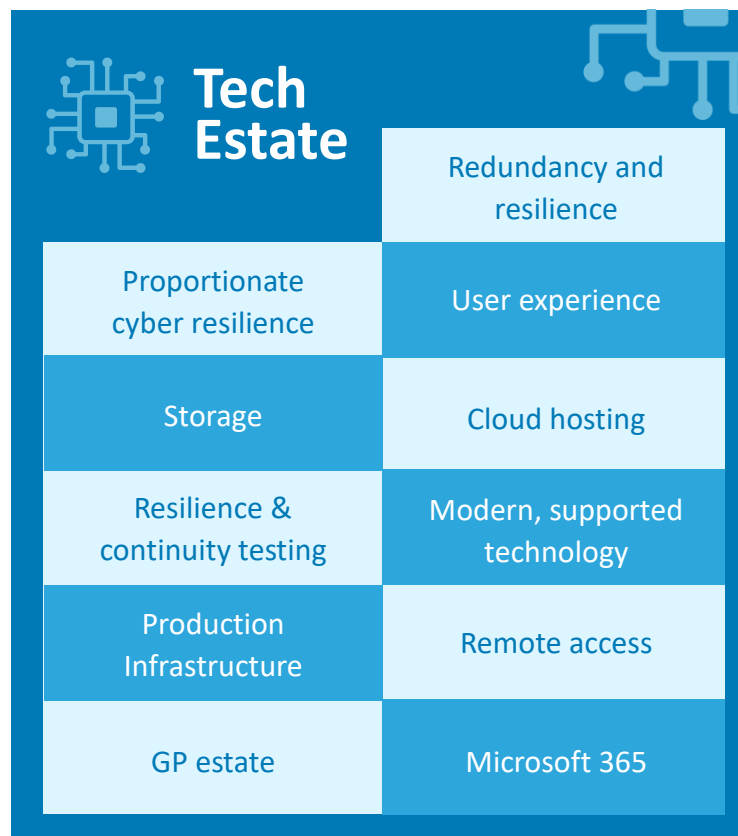 Tech
Estate
Redundancy and
resilience
Proportionate
cyber resilience
User experience
Storage
Cloud hosting
Resilience &
continuity testing
Modern, supported
technology
Production
Infrastructure
Remote access
GP estate
Microsoft 365